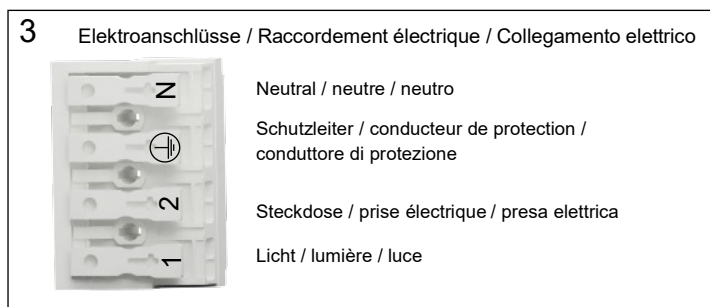 3
Elektroanschlüsse / Raccordement électrique / Collegamento elettrico
N
Neutral / neutre / neutro
Schutzleiter / conducteur de protection /
conduttore di protezione
2
Steckdose / prise électrique / presa elettrica
1
Licht / lumière / luce